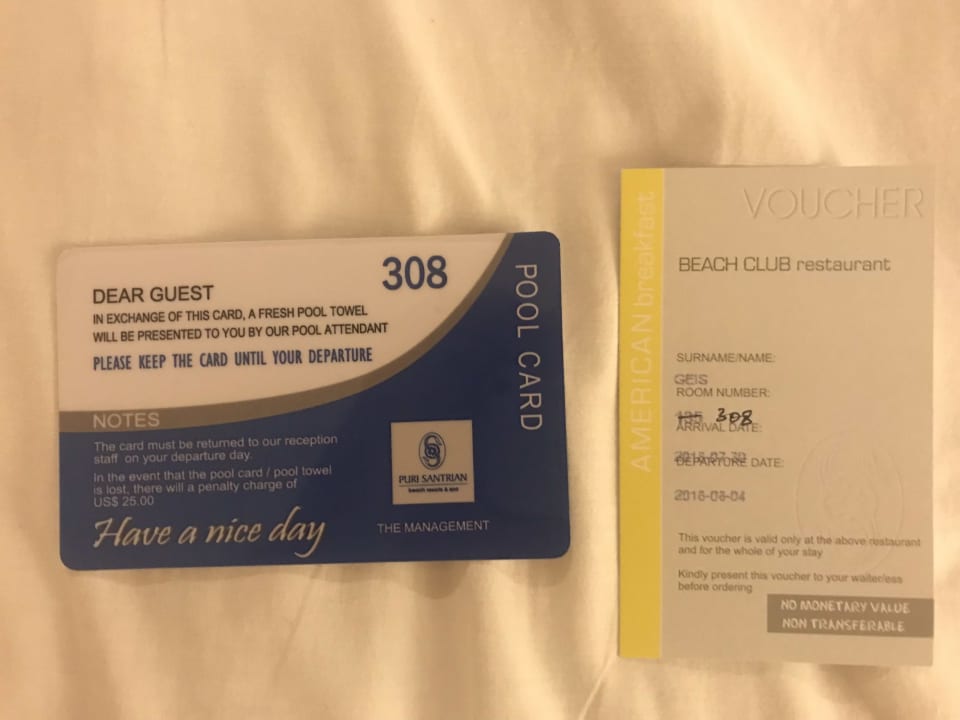 308
DEAR GUEST
IN EXCHANGE OF THIS CARD, A FRESH POOL TOWEL
WILL BE PRESENTED TO YOU BY OUR POOL ATTENDANT
PLEASE KEEP THE CARD UNTIL YOUR DEPARTURE
POOL CARD
NOTES
The card must be returned to our reception
staff on your departure day.
In the event that the pool card / pool towel
is lost, there will a penalty charge of
US$ 25.00
Have a nice day
PURI SANTRIAN
beach resorts & spa
THE MANAGEMENT
AMERICAN breakfast
VOUCHER
BEACH CLUB restaurant
SURNAME/NAME:
GEIS
ROOM NUMBER:
308
ARRIVAL DATE:
DEPARTURE DATE:
This voucher is valid only at the above restaurant
and for the whole of your stay
Kindly present this voucher to your waiter/ess
before ordering
NO MONETARY VALUE
NON TRANSFERABLE